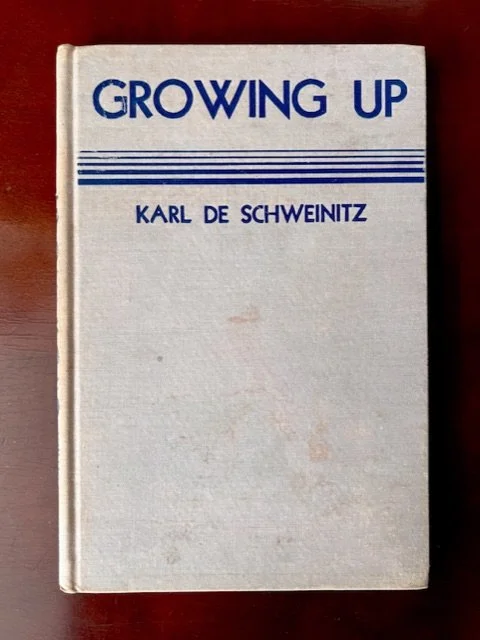 GROWING UP
KARL DE SCHWEINITZ